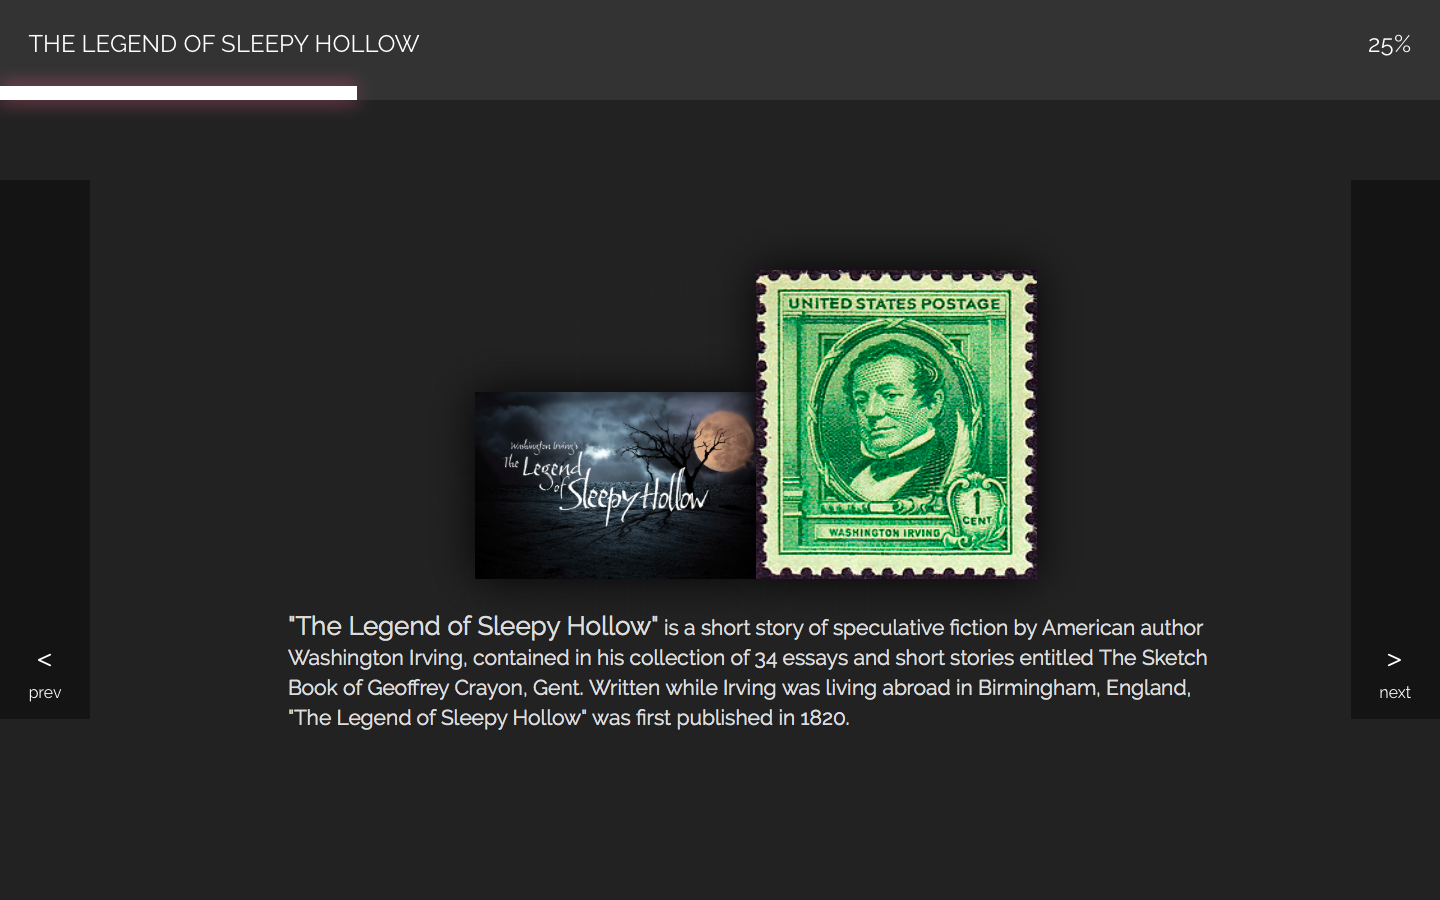 THE LEGEND OF SLEEPY HOLLOW
25%
UNITED STATES POSTAGE
Washington Irving's
The Legend
of Sleepy Hollow
1
CENT
WASHINGTON IRVING
"The Legend of Sleepy Hollow" is a short story of speculative fiction by American author
Washington Irving, contained in his collection of 34 essays and short stories entitled The Sketch
Book of Geoffrey Crayon, Gent. Written while Irving was living abroad in Birmingham, England,
"The Legend of Sleepy Hollow" was first published in 1820.
<
prev
>
next